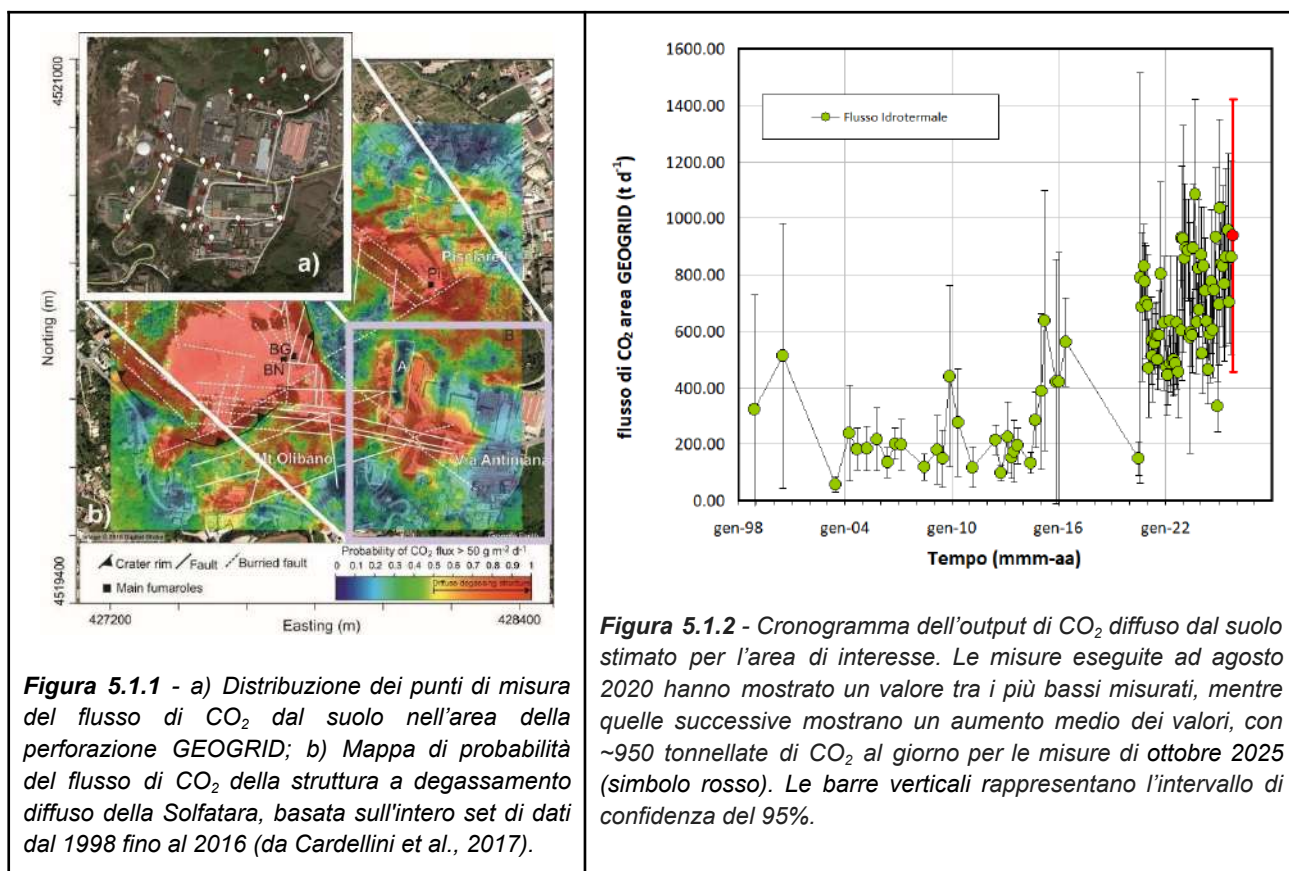 4521000
a)
Pisciarelli
PI
Norting (m)
BG
BN
A
B
Mt Olibano
Via Antiniana
b)
4519400
Crater rim Fault Burried fault
Main fumaroles
Probability of CO₂ flux > 50 g m⁻² d⁻¹
0 0.1 0.2 0.3 0.4 0.5 0.6 0.7 0.8 0.9 1
Diffuse degassing structure
427200 428400
Easting (m)
Figura 5.1.1 - a) Distribuzione dei punti di misura
del flusso di CO₂ dal suolo nell'area della
perforazione GEOGRID; b) Mappa di probabilità
del flusso di CO₂ della struttura a degassamento
diffuso della Solfatara, basata sull'intero set di dati
dal 1998 fino al 2016 (da Cardellini et al., 2017).
flusso di CO₂ area GEOGRID (t d⁻¹)
1600.00
1400.00
1200.00
1000.00
800.00
600.00
400.00
200.00
0.00
Flusso Idrotermale
gen-98 gen-04 gen-10 gen-16 gen-22
Tempo (mmm-aa)
Figura 5.1.2 - Cronogramma dell'output di CO₂ diffuso dal suolo
stimato per l'area di interesse. Le misure eseguite ad agosto
2020 hanno mostrato un valore tra i più bassi misurati, mentre
quelle successive mostrano un aumento medio dei valori, con
~950 tonnellate di CO₂ al giorno per le misure di ottobre 2025
(simbolo rosso). Le barre verticali rappresentano l'intervallo di
confidenza del 95%.